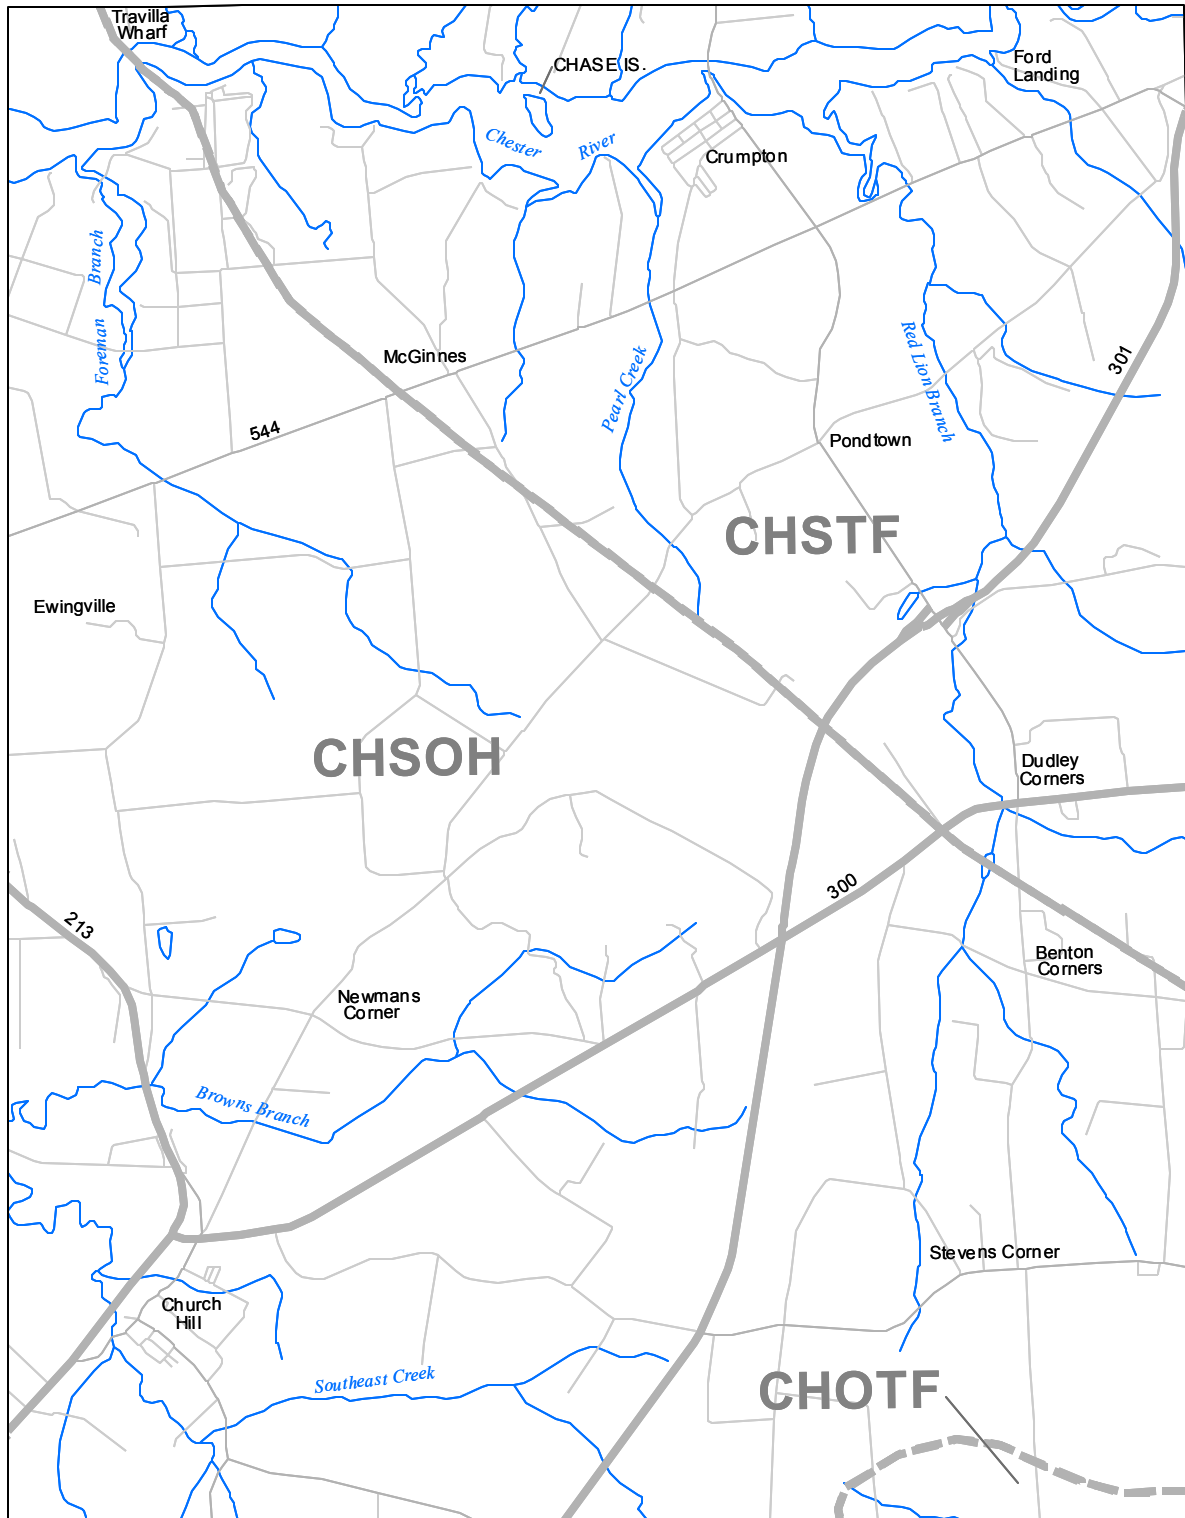 Travilla
Wharf
CHASE IS.
Ford
Landing
Chester
River
Crumpton
Branch
Foreman
McGinnes
Pearl Creek
Red Lion Branch
301
544
Pondtown
CHSTF
Ewingville
CHSOH
Dudley
Corners
300
213
Benton
Corners
Newmans
Corner
Browns Branch
Stevens Corner
Church
Hill
Southeast Creek
CHOTF